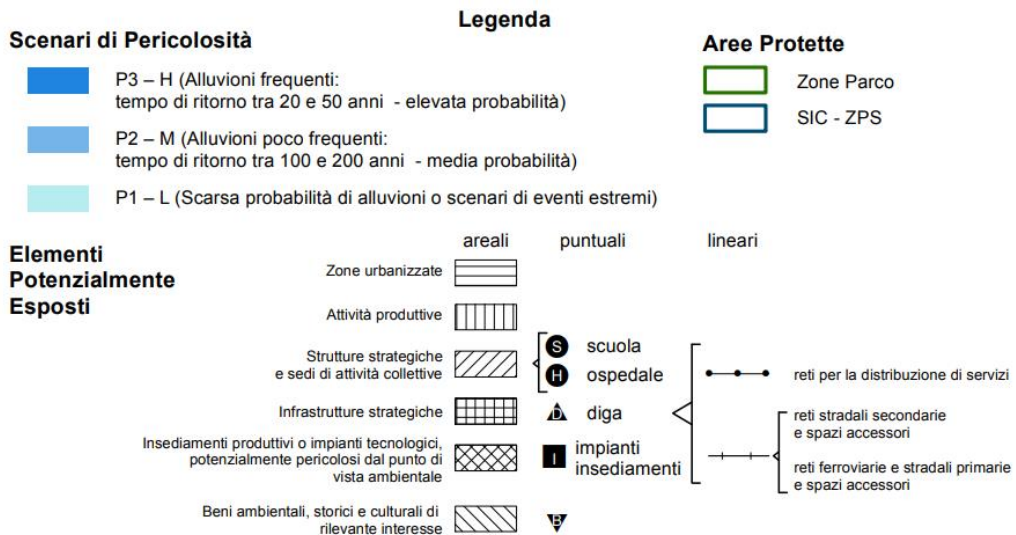 Legenda
Scenari di Pericolosità
P3 – H (Alluvioni frequenti:
tempo di ritorno tra 20 e 50 anni - elevata probabilità)
P2 – M (Alluvioni poco frequenti:
tempo di ritorno tra 100 e 200 anni - media probabilità)
P1 – L (Scarsa probabilità di alluvioni o scenari di eventi estremi)
Aree Protette
Zone Parco
SIC - ZPS
Elementi
Potenzialmente
Esposti
areali puntuali lineari
Zone urbanizzate
Attività produttive
Strutture strategiche
e sedi di attività collettive
S scuola
H ospedale
Infrastrutture strategiche
D diga
Insediamenti produttivi o impianti tecnologici,
potenzialmente pericolosi dal punto di
vista ambientale
I impianti
insediamenti
Beni ambientali, storici e culturali di
rilevante interesse
B
reti per la distribuzione di servizi
reti stradali secondarie
e spazi accessori
reti ferroviarie e stradali primarie
e spazi accessori